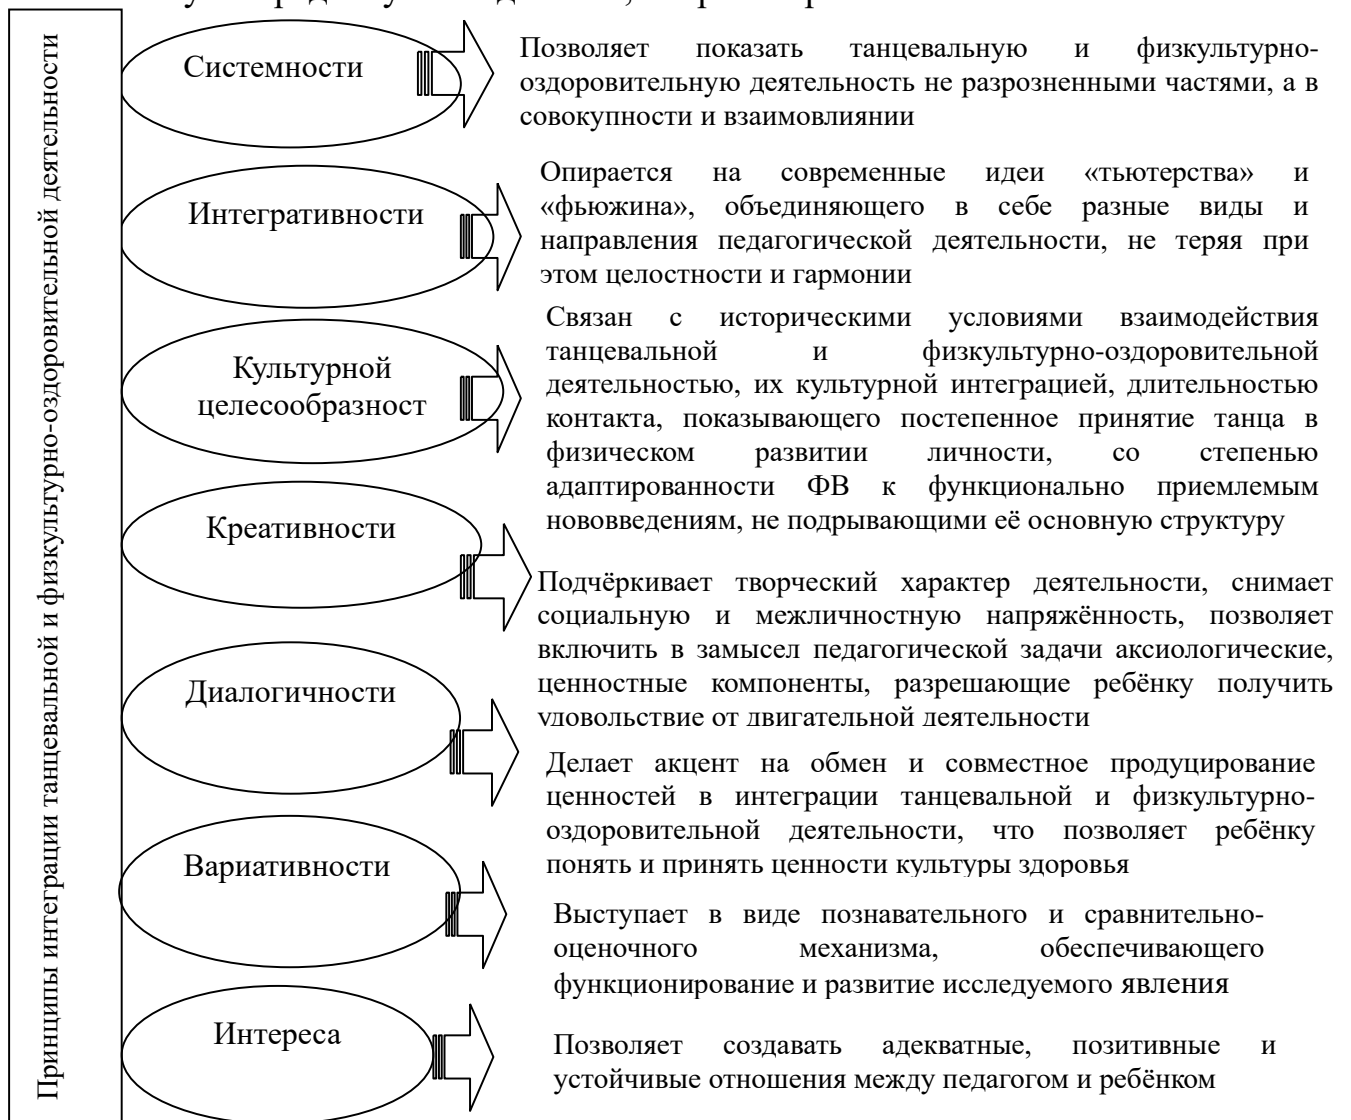 Принципы интеграции танцевальной и физкультурно-оздоровительной деятельности
Системности
Позволяет показать танцевальную и физкультурно-
оздоровительную деятельность не разрозненными частями, а в
совокупности и взаимовлиянии
Интегративности
Опирается на современные идеи «тьютерства» и
«фьюжина», объединяющего в себе разные виды и
направления педагогической деятельности, не теряя при
этом целостности и гармонии
Культурной
целесообразност
Связан с историческими условиями взаимодействия
танцевальной и физкультурно-оздоровительной
деятельностью, их культурной интеграцией, длительностью
контакта, показывающего постепенное принятие танца в
физическом развитии личности, со степенью
адаптированности ФВ к функционально приемлемым
нововведениям, не подрывающими её основную структуру
Креативности
Подчёркивает творческий характер деятельности, снимает
социальную и межличностную напряжённость, позволяет
включить в замысел педагогической задачи аксиологические,
ценностные компоненты, разрешающие ребёнку получить
удовольствие от двигательной деятельности
Диалогичности
Делает акцент на обмен и совместное продуцирование
ценностей в интеграции танцевальной и физкультурно-
оздоровительной деятельности, что позволяет ребёнку
понять и принять ценности культуры здоровья
Вариативности
Выступает в виде познавательного и сравнительно-
оценочного механизма, обеспечивающего
функционирование и развитие исследуемого явления
Интереса
Позволяет создавать адекватные, позитивные и
устойчивые отношения между педагогом и ребёнком